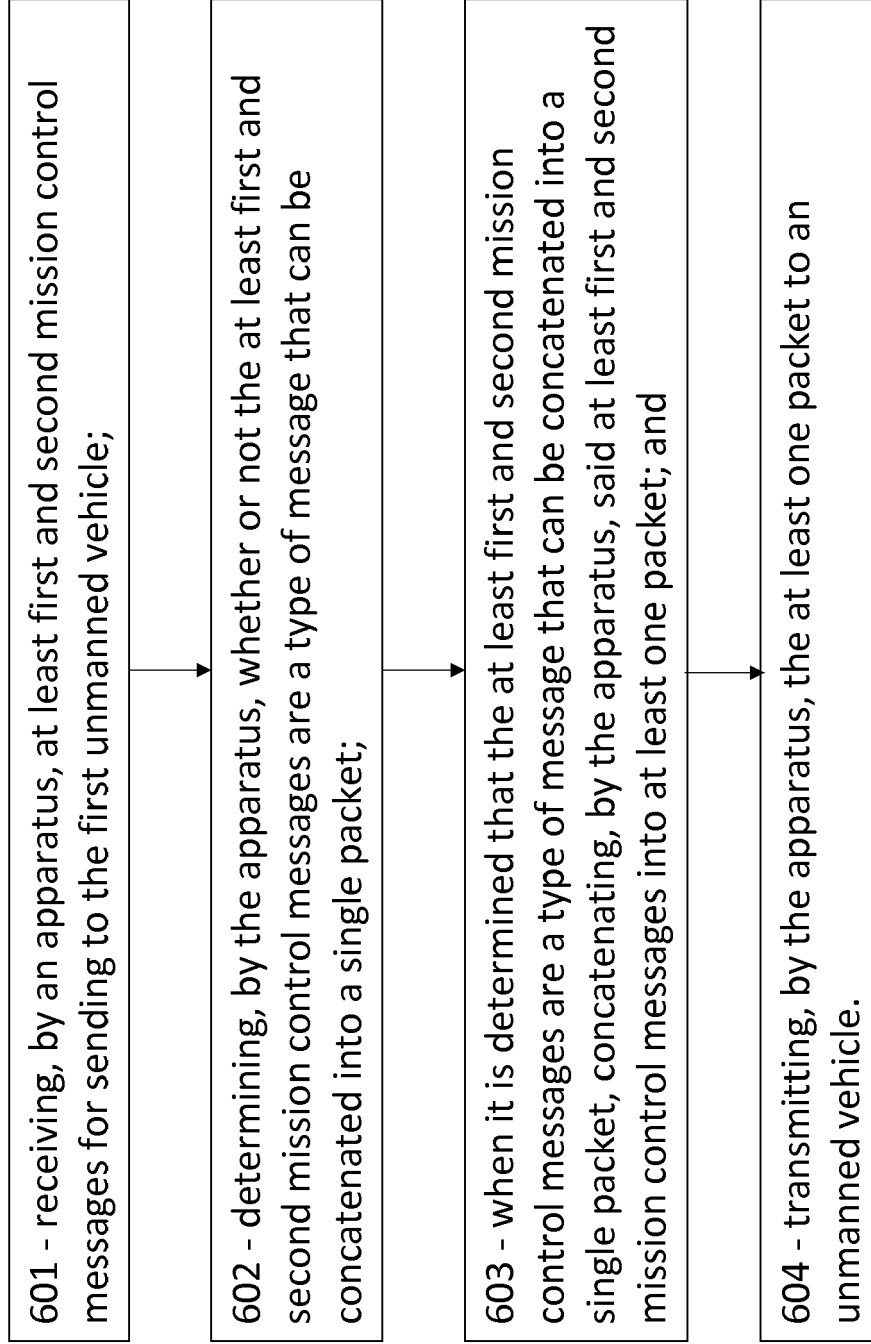 601 - receiving, by an apparatus, at least first and second mission control
messages for sending to the first unmanned vehicle;
602 - determining, by the apparatus, whether or not the at least first and
second mission control messages are a type of message that can be
concatenated into a single packet;
603 - when it is determined that the at least first and second mission
control messages are a type of message that can be concatenated into a
single packet, concatenating, by the apparatus, said at least first and second
mission control messages into at least one packet; and
604 - transmitting, by the apparatus, the at least one packet to an
unmanned vehicle.